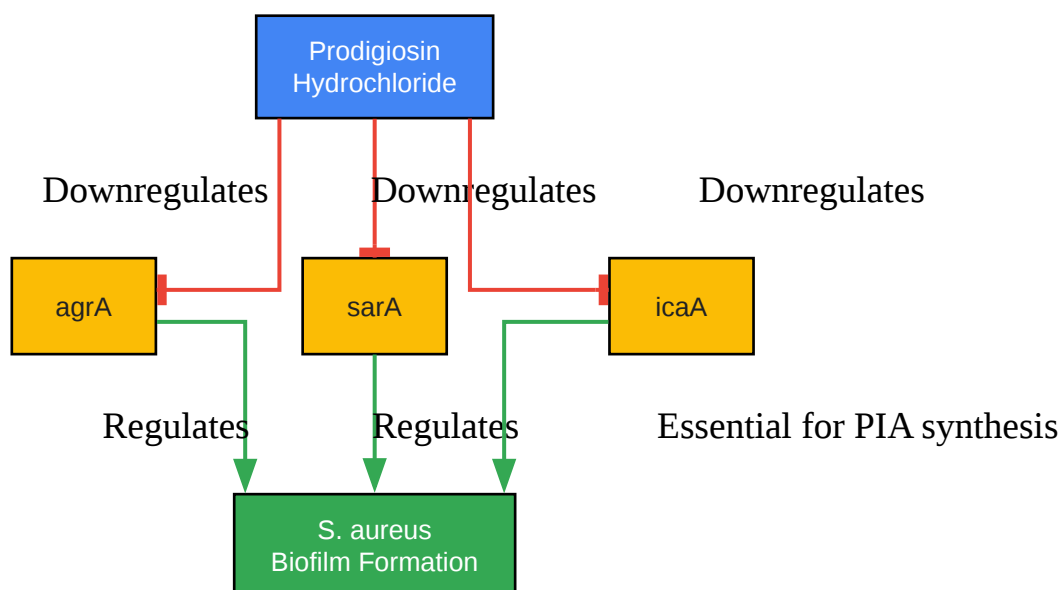 Prodigiosin
Hydrochloride
Downregulates
Downregulates
Downregulates
agrA
sarA
icaA
Regulates
Regulates
Essential for PIA synthesis
S. aureus
Biofilm Formation